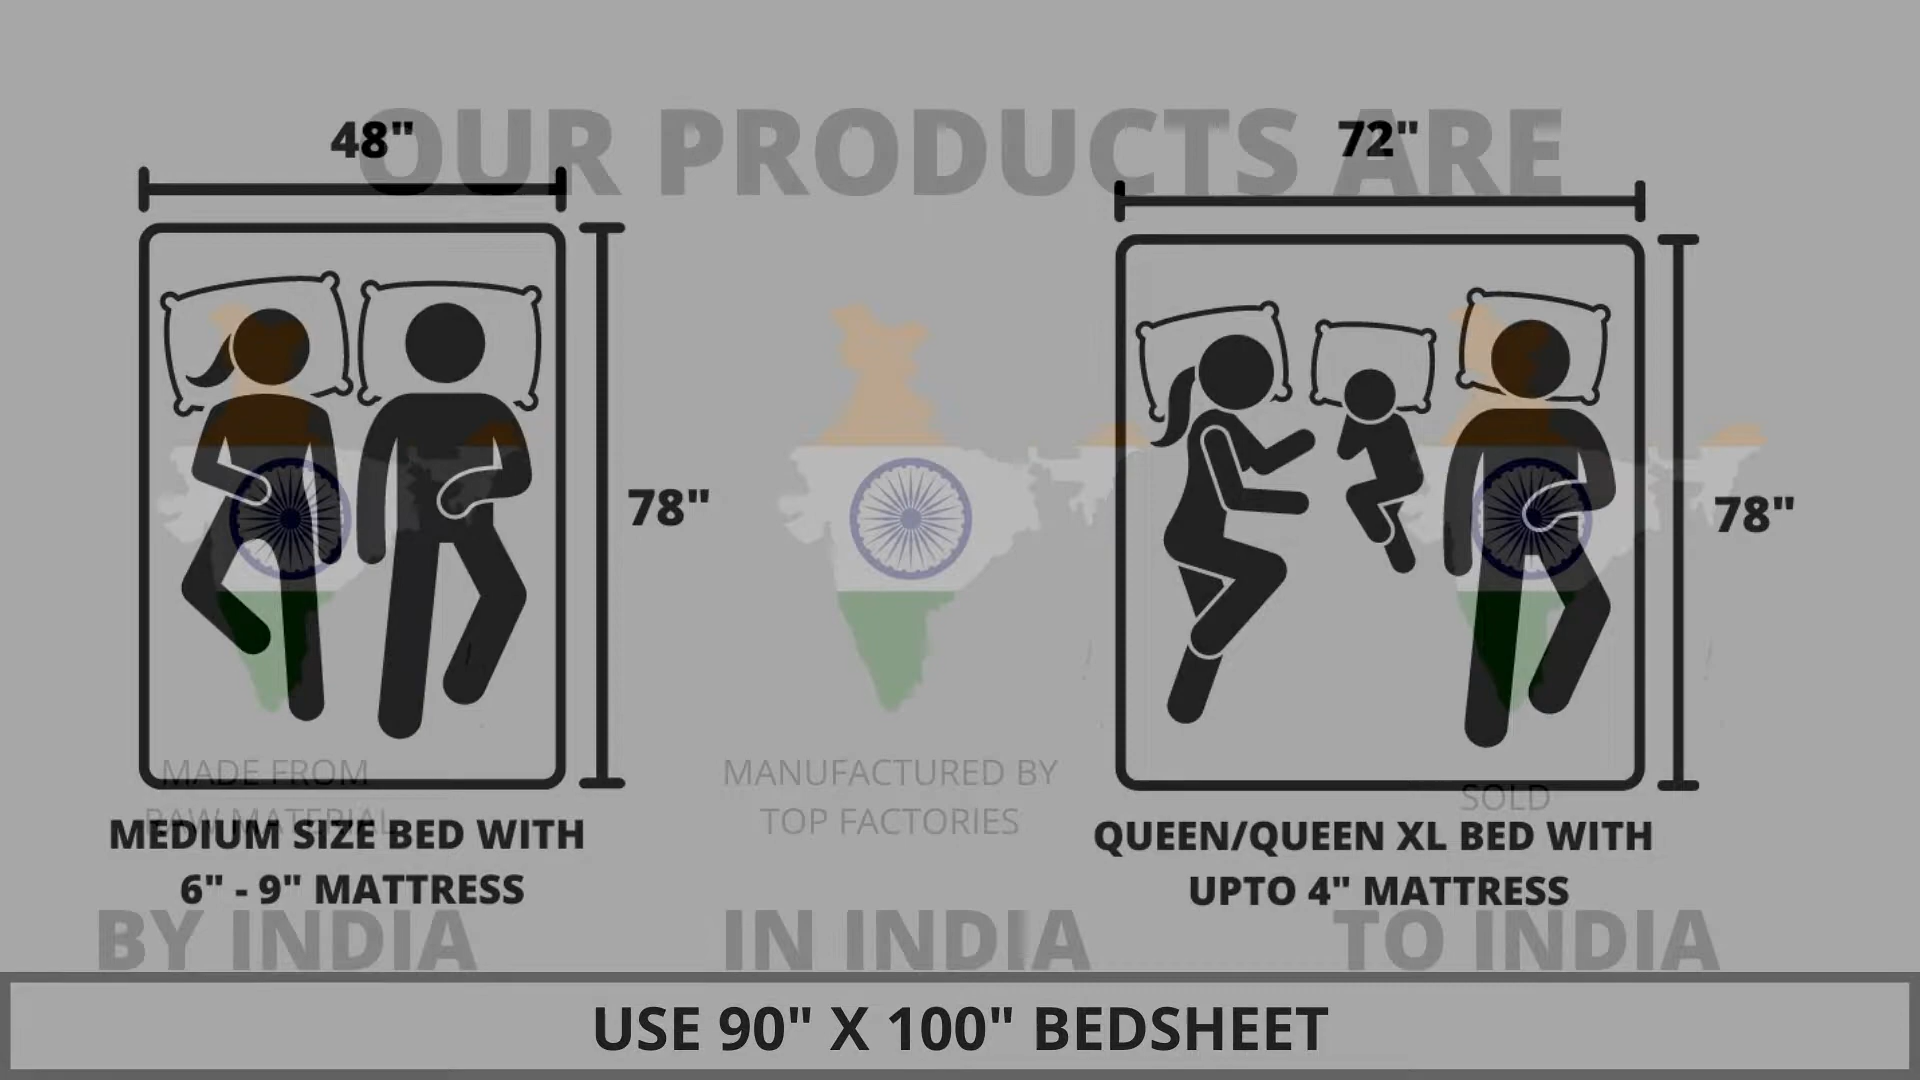 OUR PRODUCTS ARE
48"
72"
78"
78"
MADE FROM
RAW MATERIAL
MANUFACTURED BY
TOP FACTORIES
SOLD
MEDIUM SIZE BED WITH
6" - 9" MATTRESS
QUEEN/QUEEN XL BED WITH
UPTO 4" MATTRESS
BY INDIA
IN INDIA
TO INDIA
USE 90" X 100" BEDSHEET